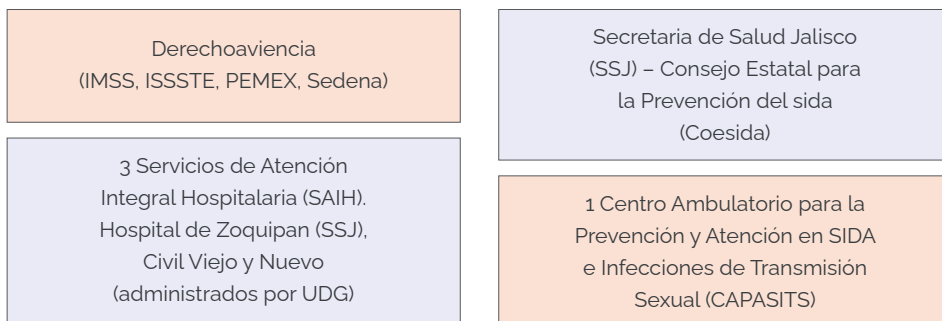 Derechoaviencia
(IMSS, ISSSTE, PEMEX, Sedena)
Secretaria de Salud Jalisco
(SSJ) – Consejo Estatal para
la Prevención del sida
(Coesida)
3 Servicios de Atención
Integral Hospitalaria (SAIH).
Hospital de Zoquipan (SSJ),
Civil Viejo y Nuevo
(administrados por UDG)
1 Centro Ambulatorio para la
Prevención y Atención en SIDA
e Infecciones de Transmisión
Sexual (CAPASITS)